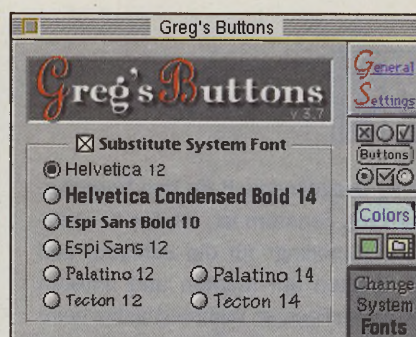 Greg's Buttons
Greg's Buttons
v 3.7
Substitute System Font
Helvetica 12
Helvetica Condensed Bold 14
Espi Sans Bold 10
Espi Sans 12
Palatino 12
Palatino 14
Tecton 12
Tecton 14
General
Settings
Buttons
Colors
Change
System
Fonts